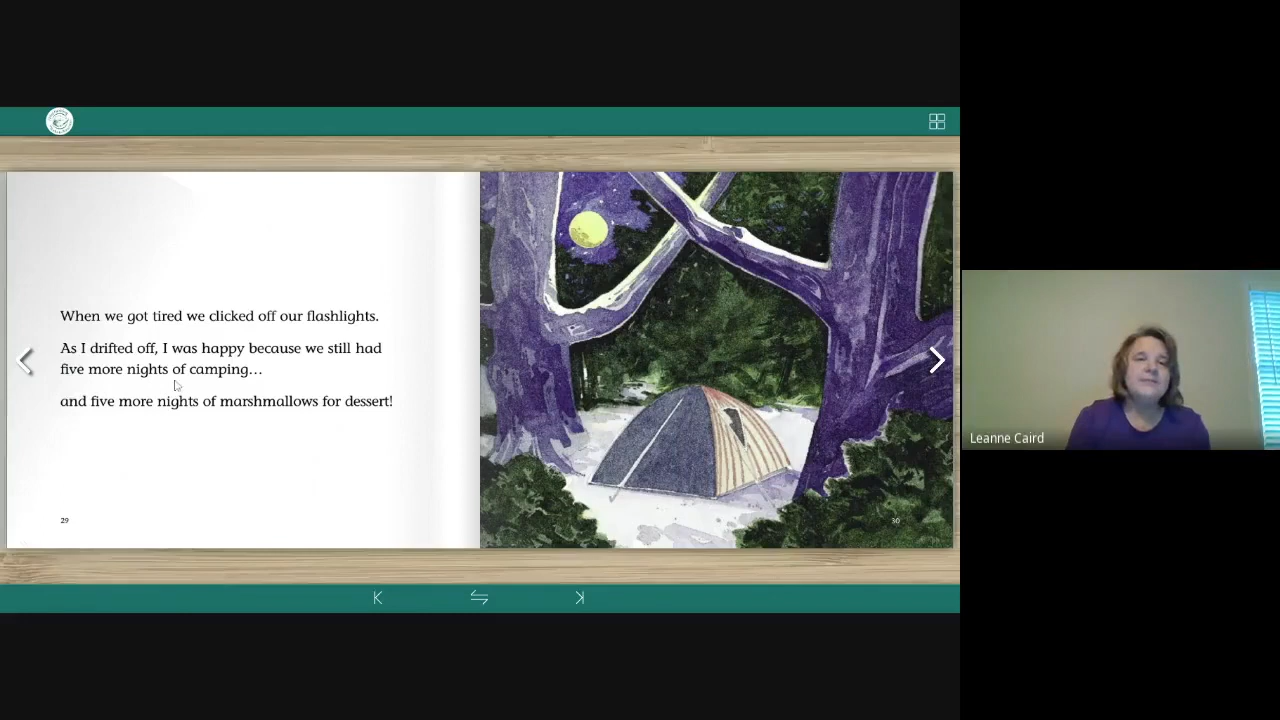 When we got tired we clicked off our flashlights.
As I drifted off, I was happy because we still had
five more nights of camping…
and five more nights of marshmallows for dessert!
29
30
Leanne Caird